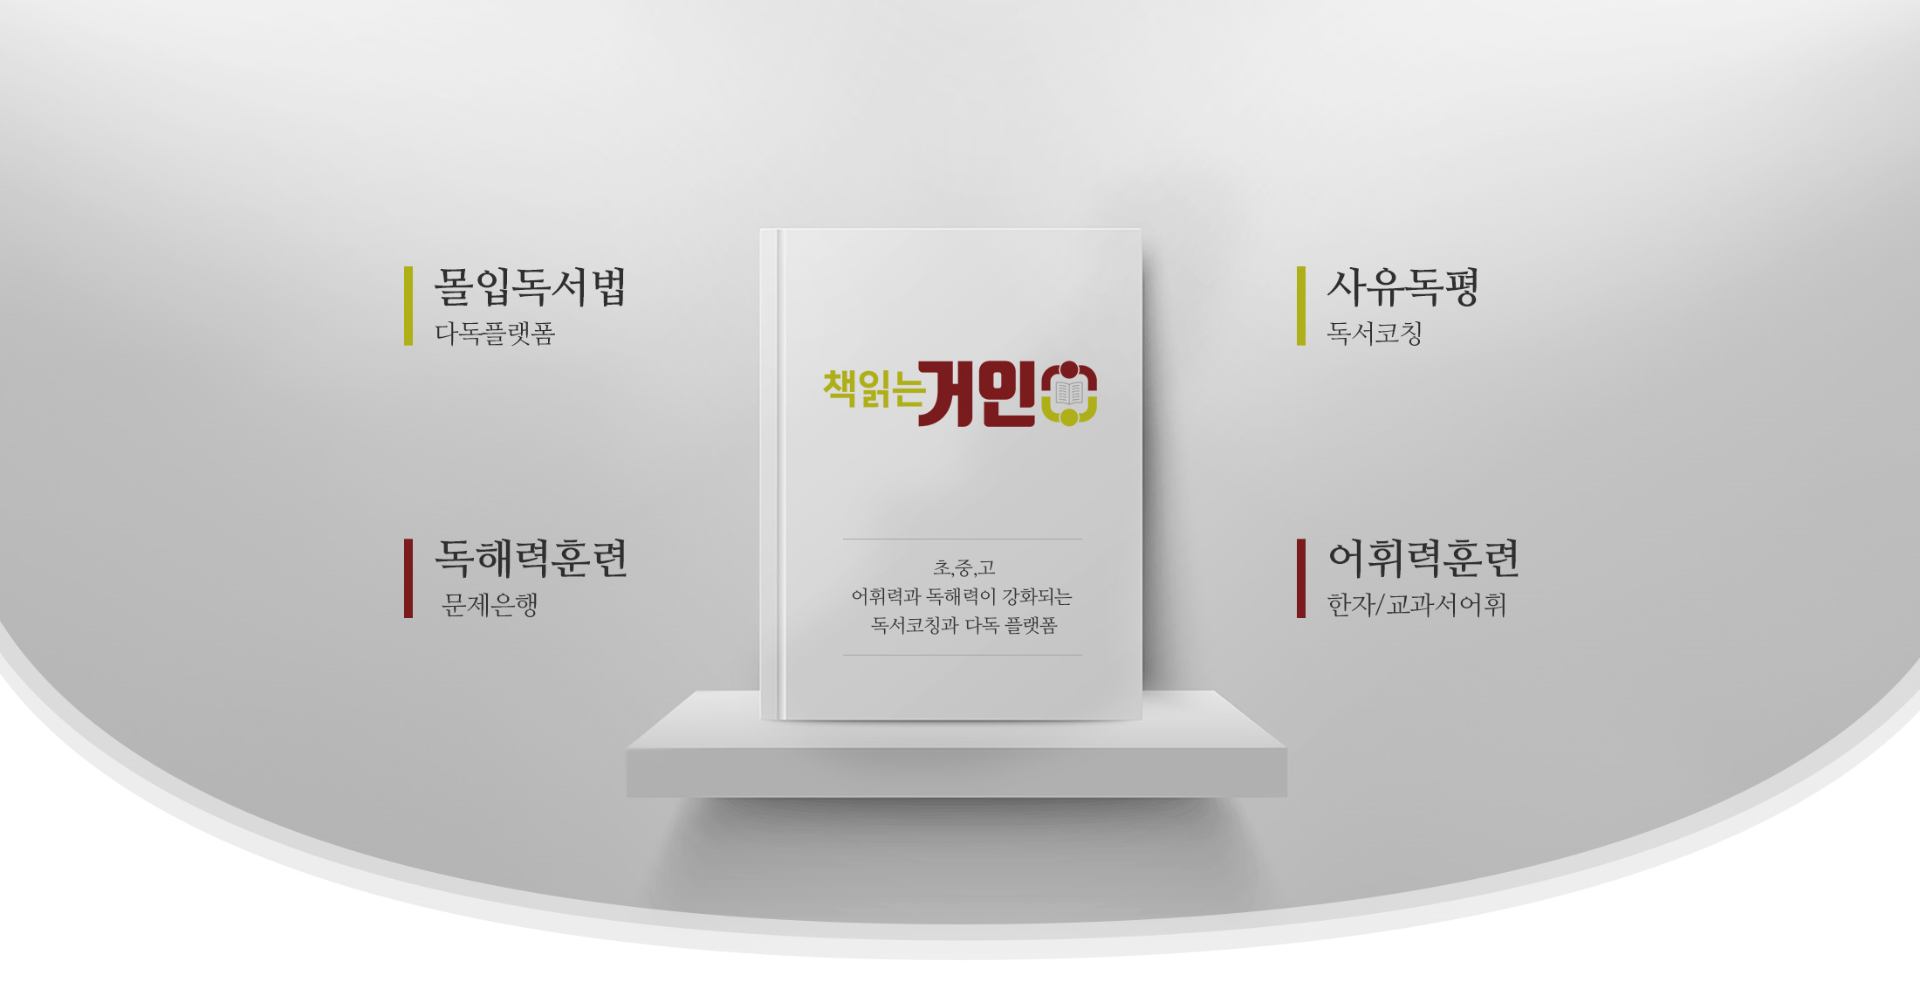 몰입독서법
다독플랫폼
독해력훈련
문제은행
책읽는거인
초,중,고
어휘력과 독해력이 강화되는
독서코칭과 다독 플랫폼
사유독평
독서코칭
어휘력훈련
한자/교과서어휘